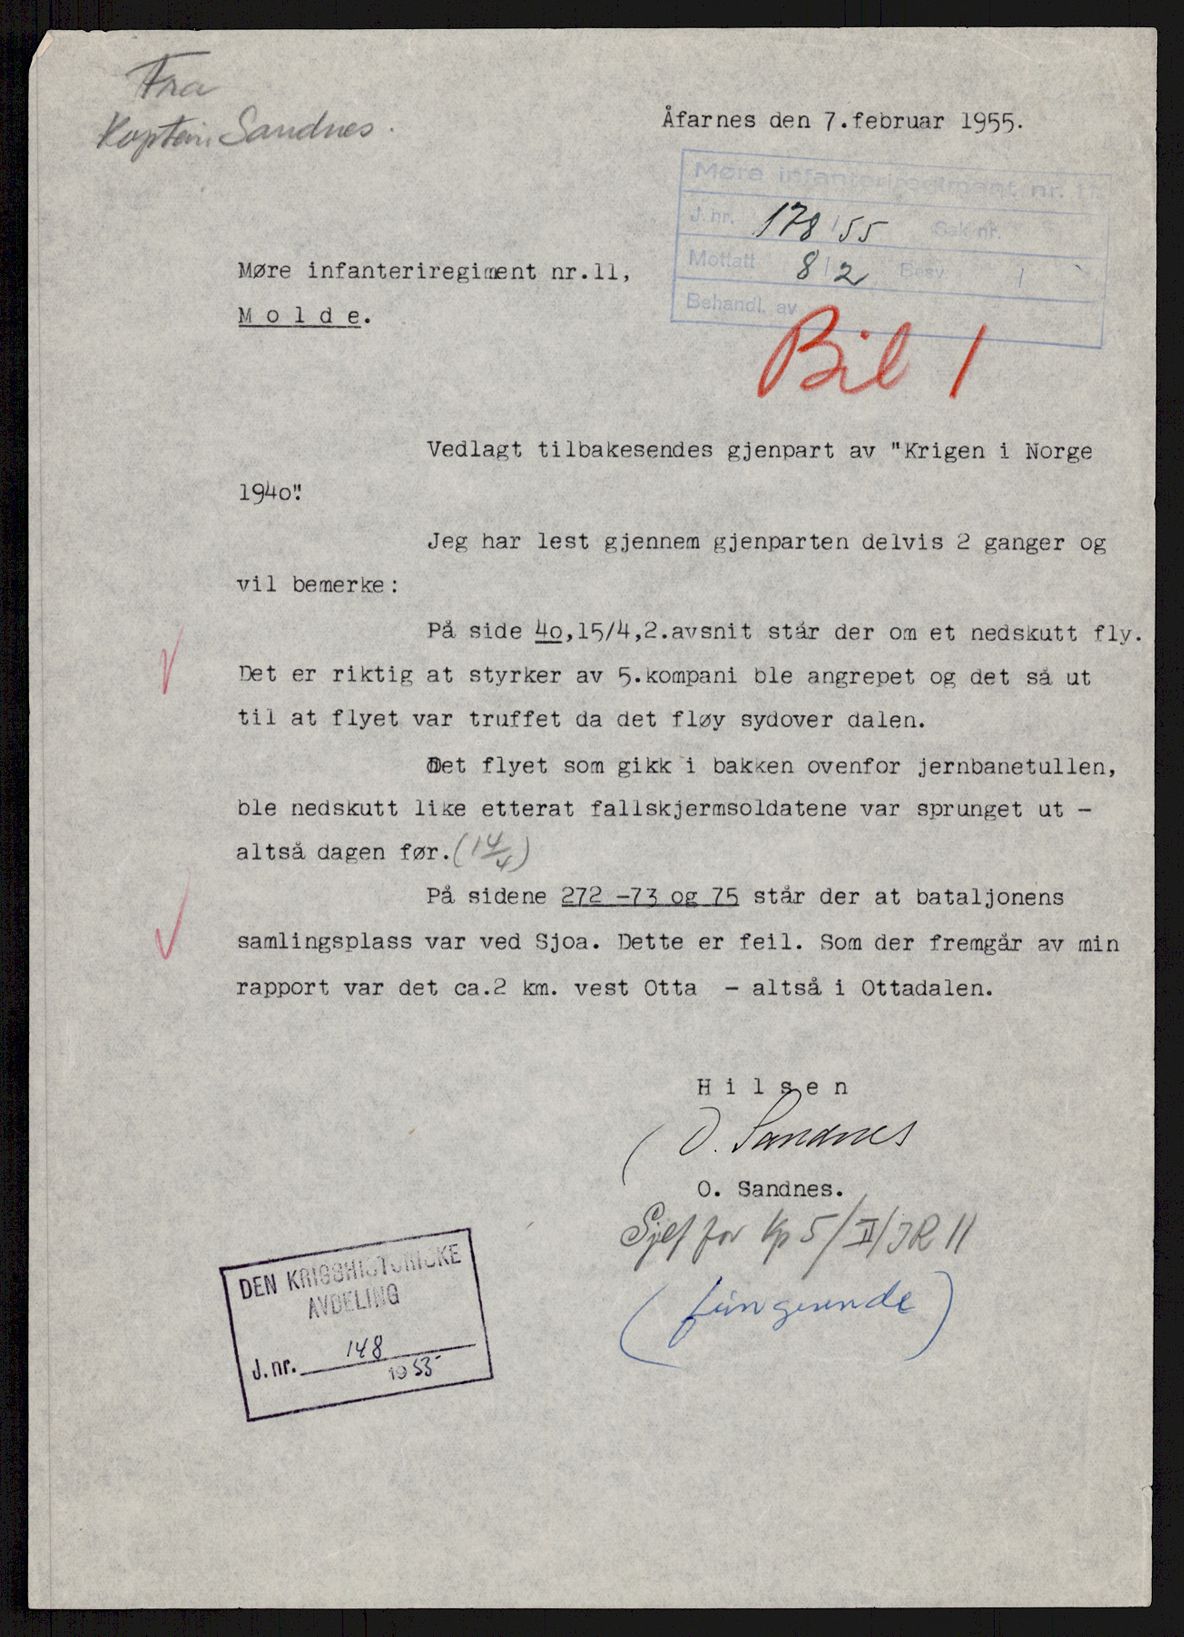 Fra
Kaptein Sandnes.
Åfarnes den 7.februar 1955.
Møre infanteriregiment nr. 11
J. nr. 178/55 Sak nr.
Mottatt 8/2 Besv. /
Behandl. av
Møre infanteriregiment nr.11,
M o l d e.
Bil 1
Vedlagt tilbakesendes gjenpart av "Krigen i Norge
194o".
Jeg har lest gjennem gjenparten delvis 2 ganger og
vil bemerke:
På side 4o,15/4,2.avsnit står der om et nedskutt fly.
Det er riktig at styrker av 5.kompani ble angrepet og det så ut
til at flyet var truffet da det fløy sydover dalen.
Det flyet som gikk i bakken ovenfor jernbanetullen,
ble nedskutt like etterat fallskjermsoldatene var sprunget ut -
altså dagen før. (14/4)
På sidene 272 -73 og 75 står der at bataljonens
samlingsplass var ved Sjoa. Dette er feil. Som der fremgår av min
rapport var det ca.2 km. vest Otta - altså i Ottadalen.
H i l s e n
O. Sandnes
O. Sandnes.
Sjef for Kp 5/II/IR 11
(fungerende)
DEN KRIGSHISTORISKE
AVDELING
J. nr. 148
1955